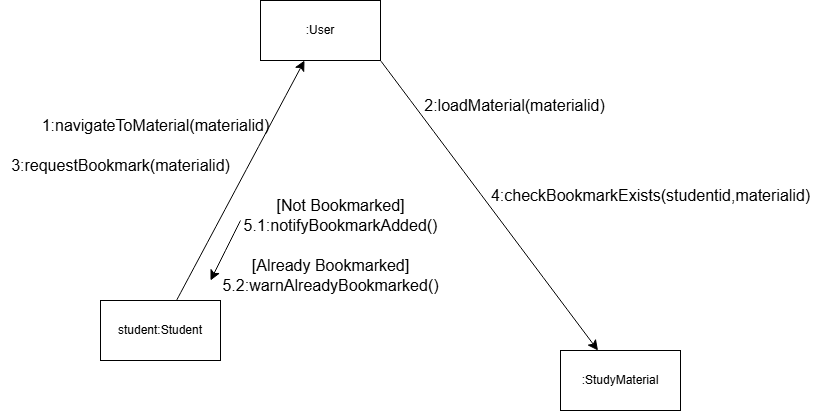 :User
1:navigateToMaterial(materialid)
2:loadMaterial(materialid)
3:requestBookmark(materialid)
4:checkBookmarkExists(studentid,materialid)
[Not Bookmarked]
5.1:notifyBookmarkAdded()
[Already Bookmarked]
5.2:warnAlreadyBookmarked()
student:Student
:StudyMaterial